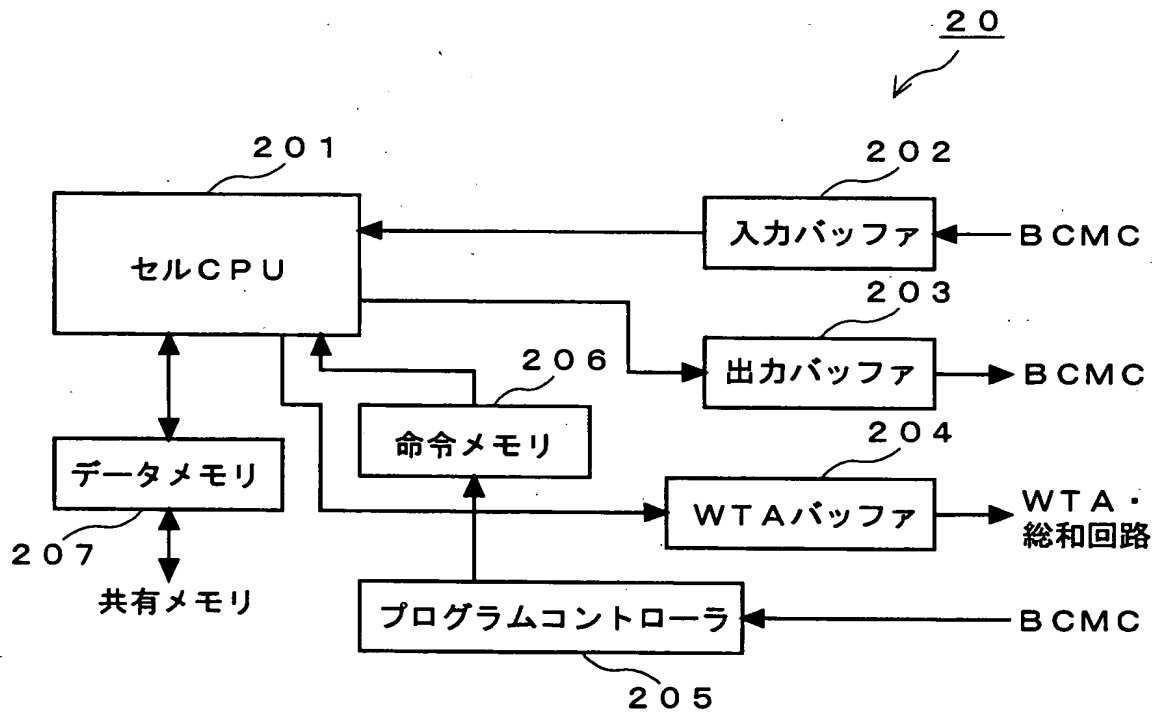 ２０
２０１
２０２
セルＣＰＵ
入力バッファ
ＢＣＭＣ
２０３
２０６
出力バッファ
ＢＣＭＣ
命令メモリ
２０４
データメモリ
ＷＴＡバッファ
ＷＴＡ・
総和回路
２０７
共有メモリ
プログラムコントローラ
ＢＣＭＣ
２０５